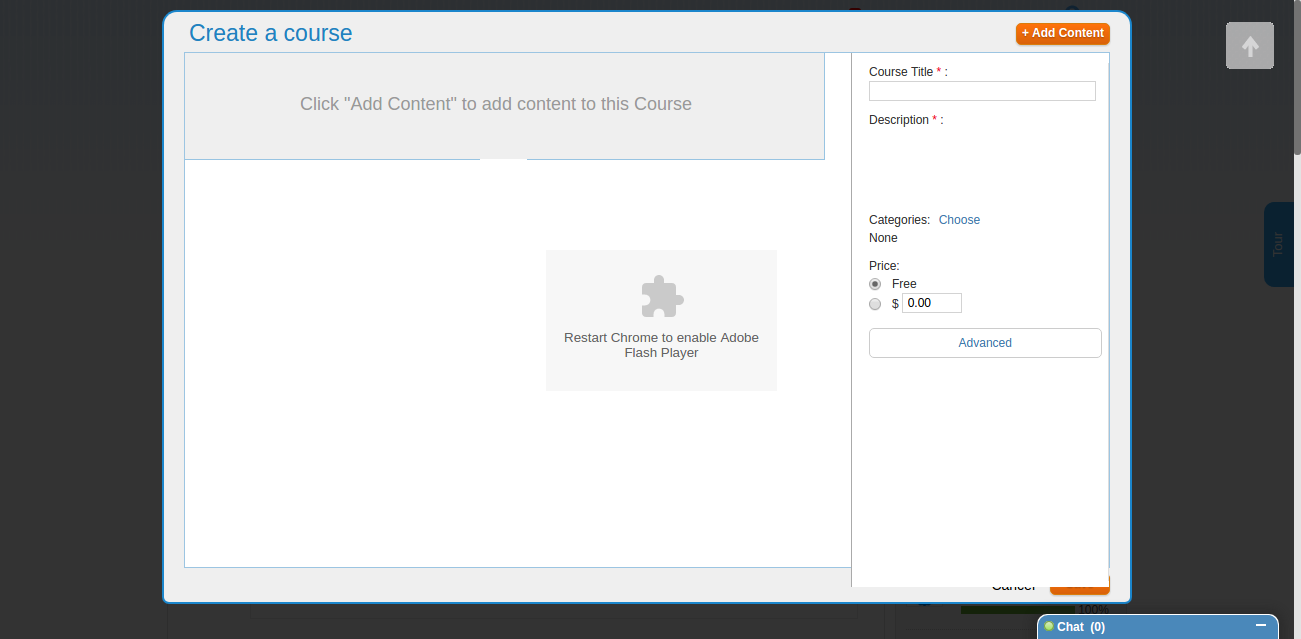 Create a course
+ Add Content
Click "Add Content" to add content to this Course
Course Title * :
Description * :
Categories: Choose
None
Price:
Free
$ 0.00
Advanced
Restart Chrome to enable Adobe
Flash Player
Tour
Cancel
100%
Chat (0)